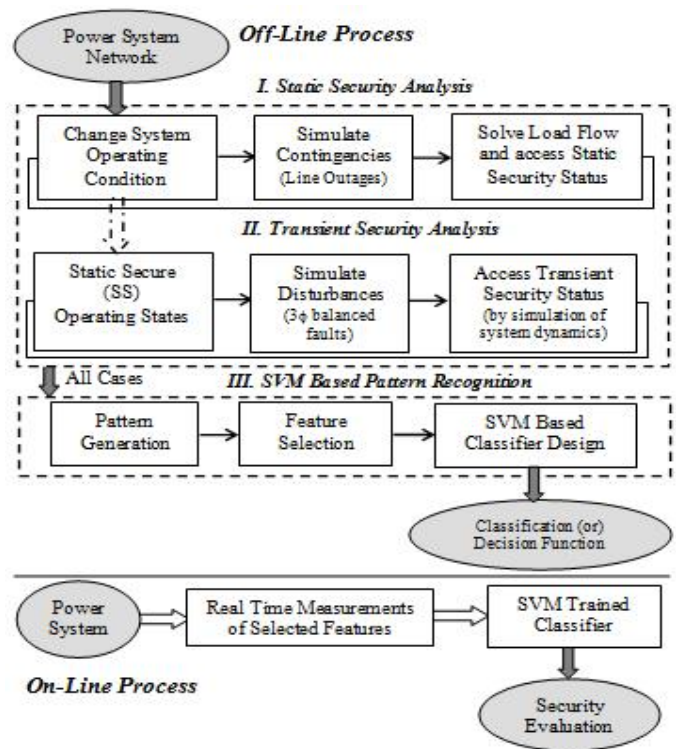 Power System
Network
Off-Line Process
I. Static Security Analysis
Change System
Operating
Condition
Simulate
Contingencies
(Line Outages)
Solve Load Flow
and access Static
Security Status
II. Transient Security Analysis
Static Secure
(SS)
Operating States
Simulate
Disturbances
(3ϕ balanced
faults)
Access Transient
Security Status
(by simulation of
system dynamics)
All Cases
III. SVM Based Pattern Recognition
Pattern
Generation
Feature
Selection
SVM Based
Classifier Design
Classification (or)
Decision Function
Power
System
Real Time Measurements
of Selected Features
SVM Trained
Classifier
On-Line Process
Security
Evaluation